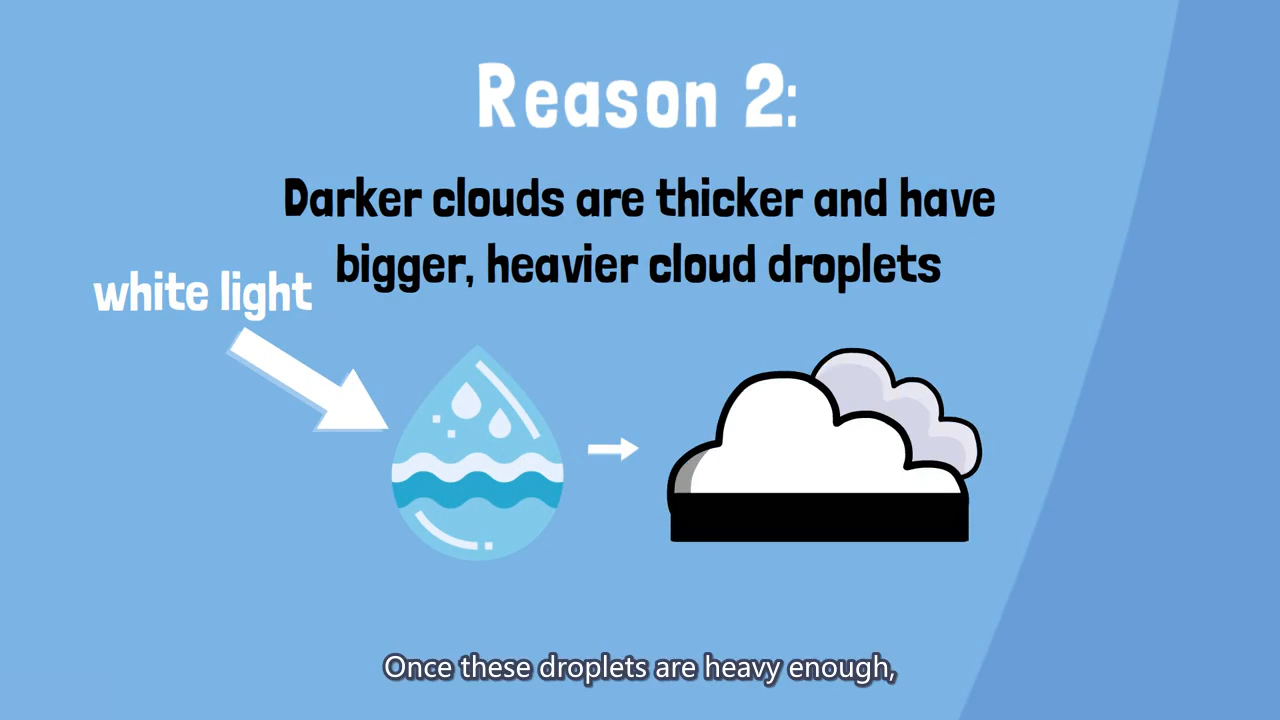 Reason 2:
Darker clouds are thicker and have
bigger, heavier cloud droplets
white light
Once these droplets are heavy enough,